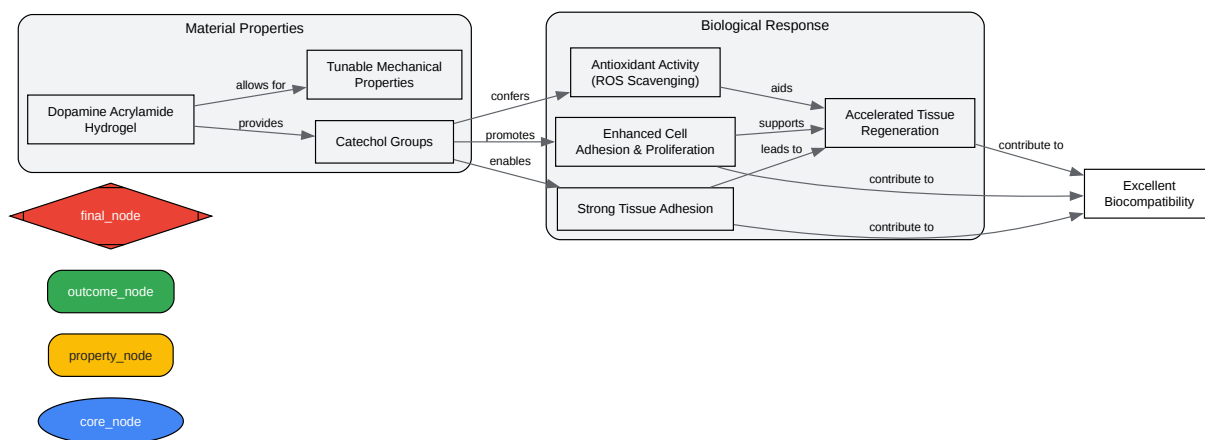 Material Properties
Dopamine Acrylamide
Hydrogel
allows for
provides
Tunable Mechanical
Properties
Catechol Groups
confers
promotes
enables
Biological Response
Antioxidant Activity
(ROS Scavenging)
Enhanced Cell
Adhesion & Proliferation
Strong Tissue Adhesion
aids
supports
leads to
Accelerated Tissue
Regeneration
contribute to
contribute to
contribute to
Excellent
Biocompatibility
final_node
outcome_node
property_node
core_node